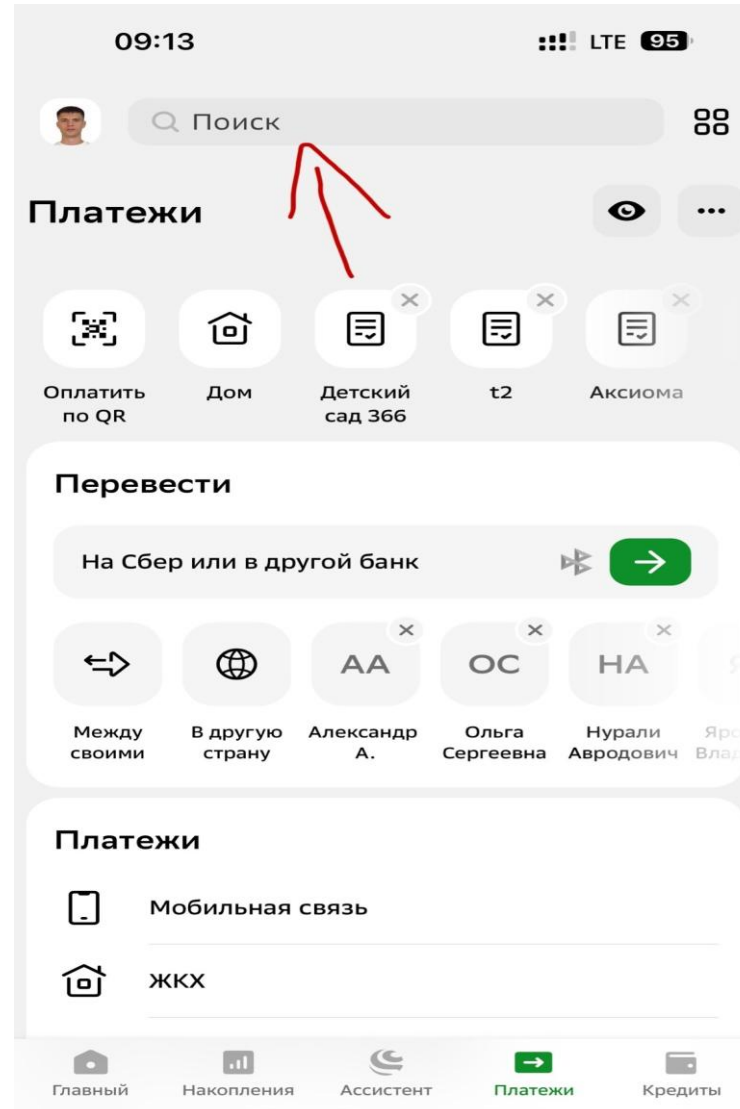 09:13 LTE 95
Поиск
Платежи
Оплатить по QR
Дом
Детский сад 366
t2
Аксиома
Перевести
На Сбер или в другой банк
Между своими
В другую страну
Александр А.
Ольга Сергеевна
Нурали Авродович
Платежи
Мобильная связь
ЖКХ
Главный Накопления Ассистент Платежи Кредиты
AA
ОС
НА